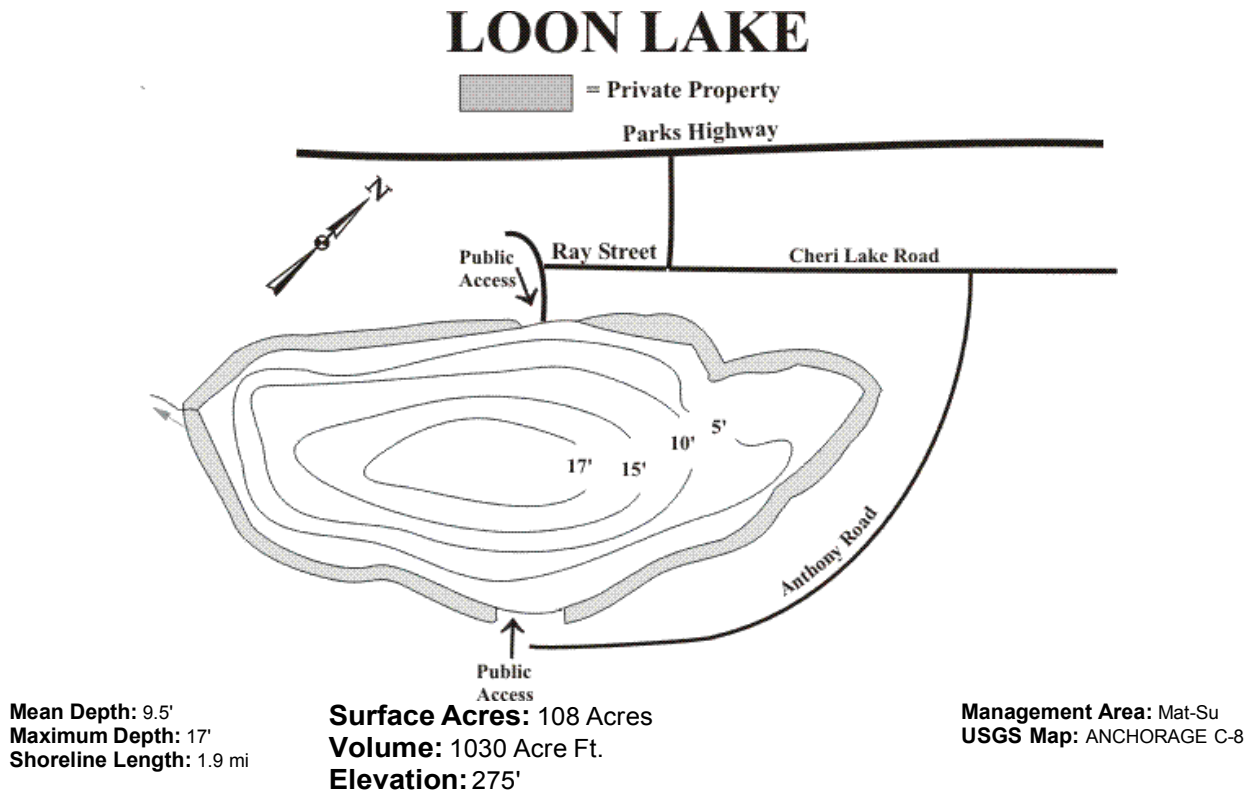 LOON LAKE
= Private Property
Parks Highway
N
Public
Access
Ray Street
Cheri Lake Road
5'
10'
17'
15'
Anthony Road
Public
Access
Mean Depth: 9.5'
Maximum Depth: 17'
Shoreline Length: 1.9 mi
Surface Acres: 108 Acres
Volume: 1030 Acre Ft.
Elevation: 275'
Management Area: Mat-Su
USGS Map: ANCHORAGE C-8